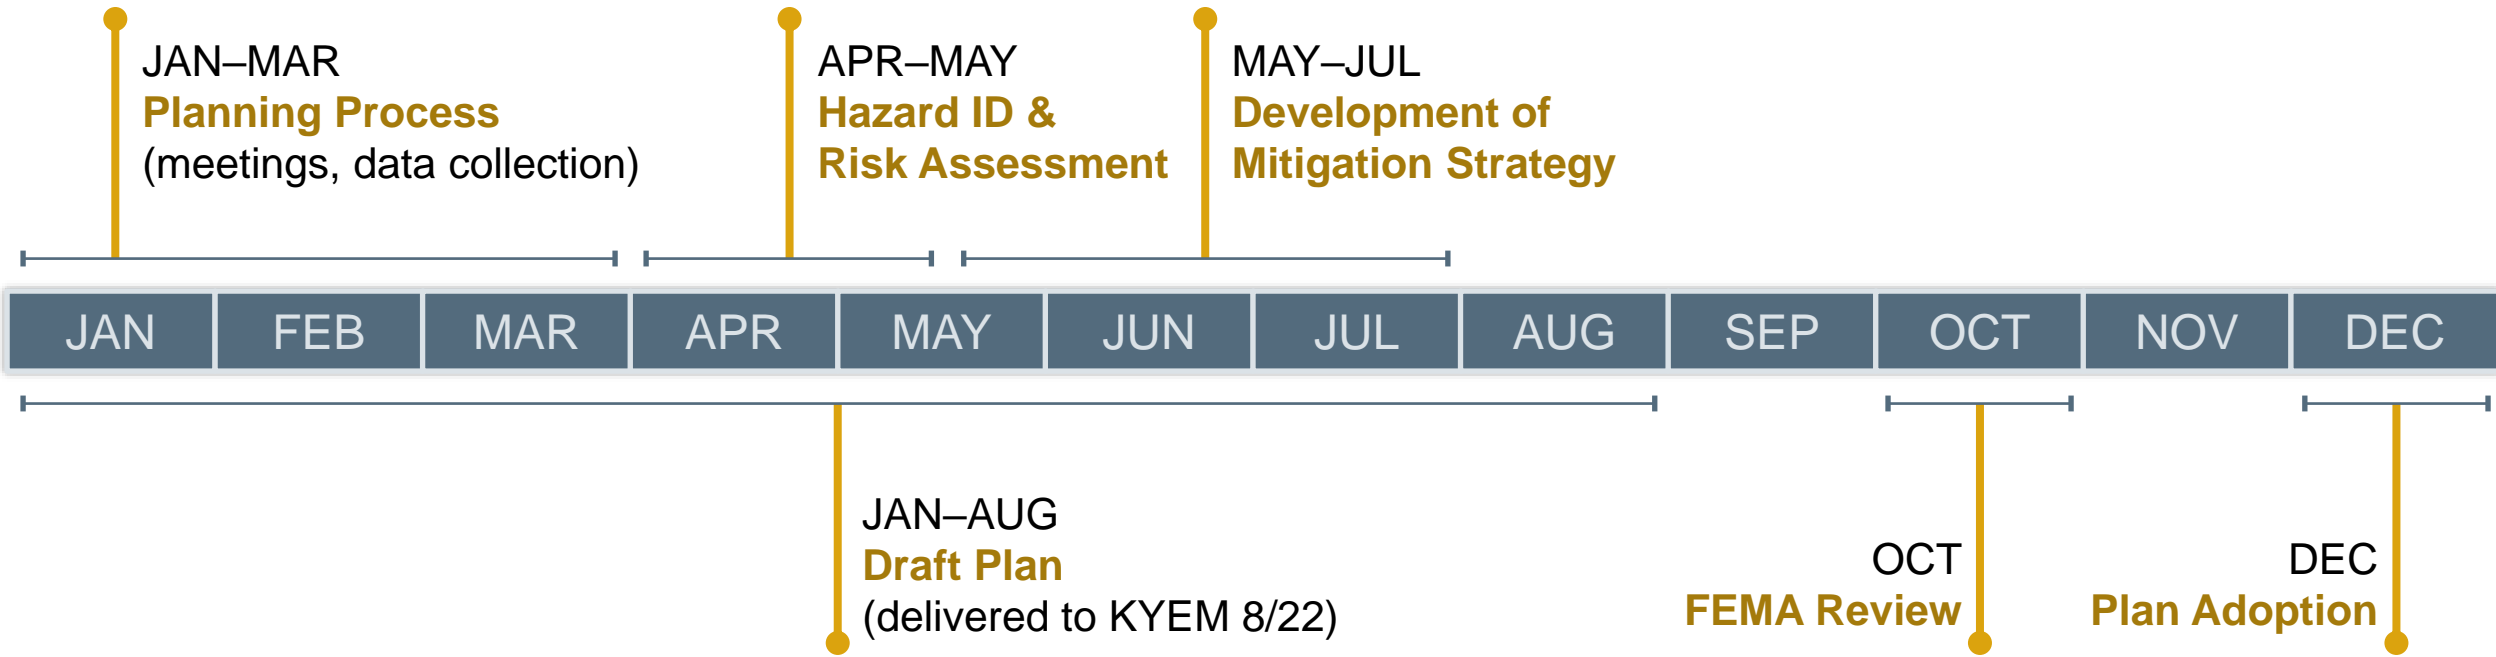 JAN–MAR
Planning Process
(meetings, data collection)
APR–MAY
Hazard ID &
Risk Assessment
MAY–JUL
Development of
Mitigation Strategy
JAN FEB MAR APR MAY JUN JUL AUG SEP OCT NOV DEC
JAN–AUG
Draft Plan
(delivered to KYEM 8/22)
OCT
FEMA Review
DEC
Plan Adoption